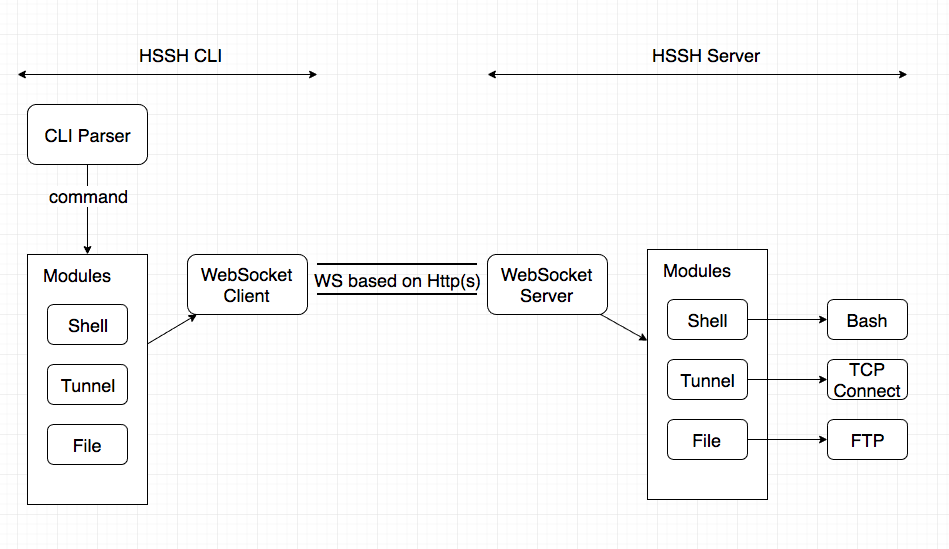 HSSH CLI
HSSH Server
CLI Parser
command
Modules
Shell
Tunnel
File
WebSocket
Client
WS based on Http(s)
WebSocket
Server
Modules
Shell
Tunnel
File
Bash
TCP
Connect
FTP